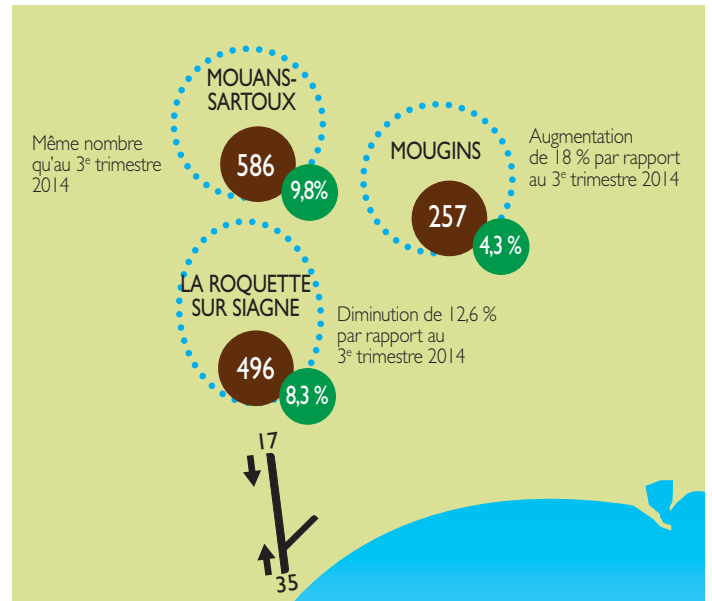 MOUANS-
SARTOUX
Même nombre
qu'au 3e trimestre
2014
586
9,8%
MOUGINS
257
4,3 %
Augmentation
de 18 % par rapport
au 3e trimestre 2014
LA ROQUETTE
SUR SIAGNE
496
8,3 %
Diminution de 12,6 %
par rapport au
3e trimestre 2014
17
35